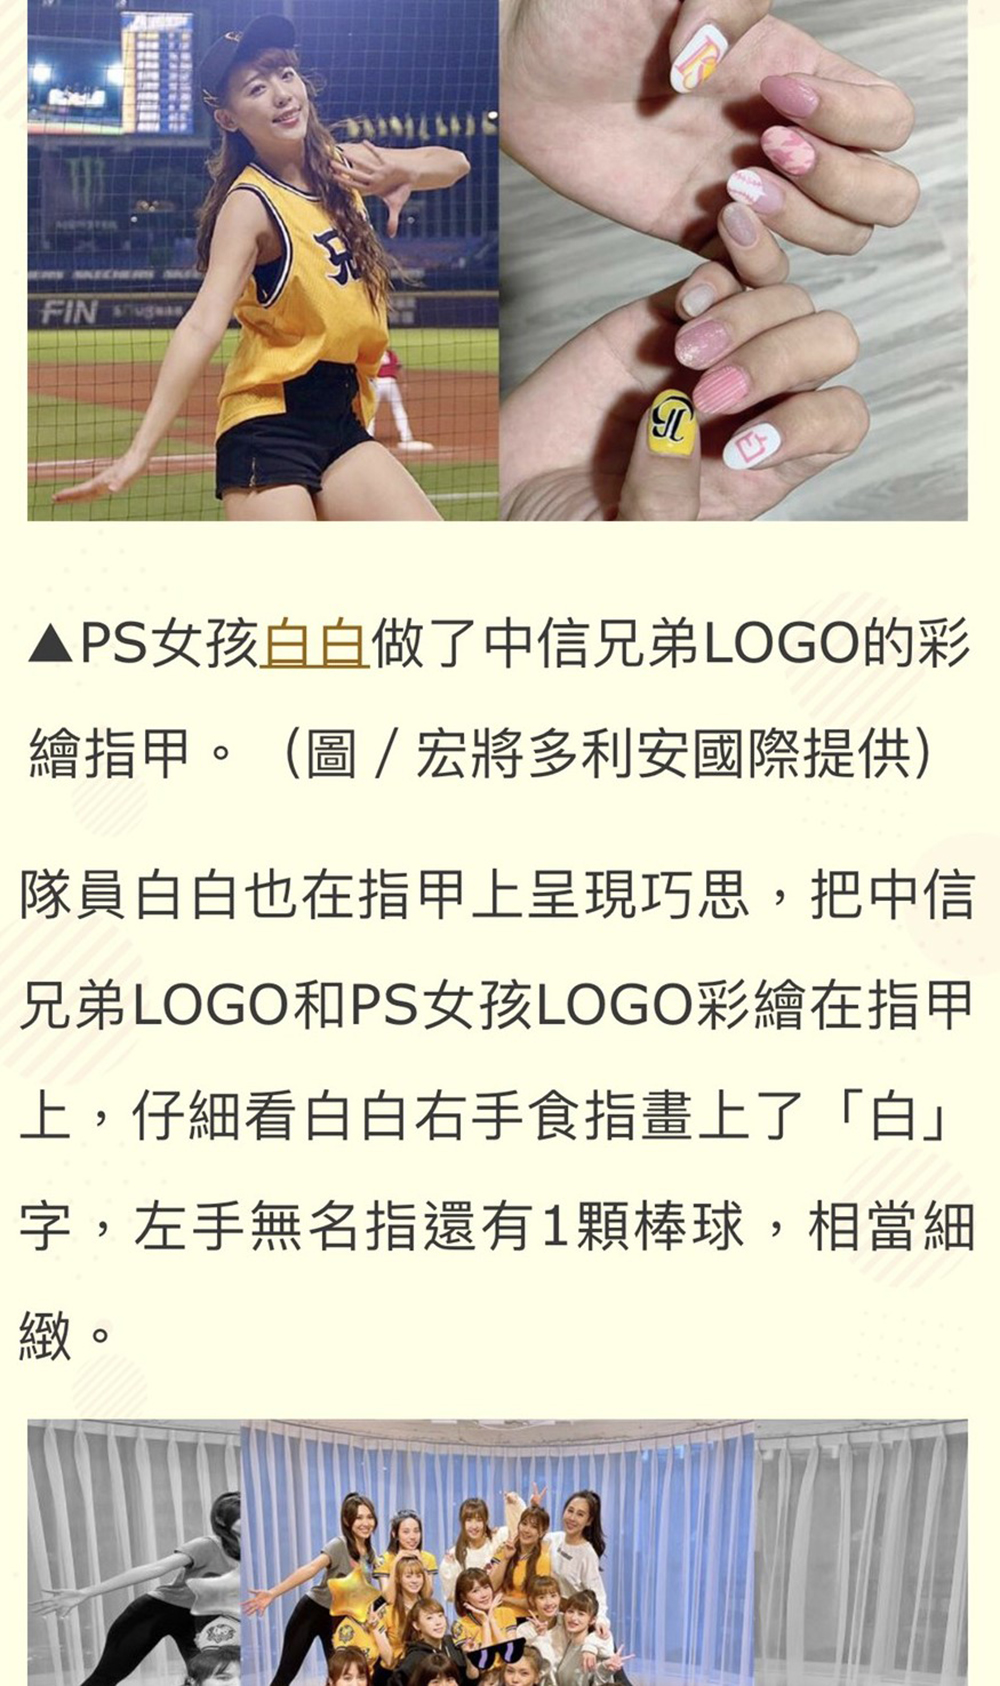 兄
FIN
SKECHERS
PS
B
白
▲PS女孩白白做了中信兄弟LOGO的彩
繪指甲。（圖／宏將多利安國際提供）
隊員白白也在指甲上呈現巧思，把中信
兄弟LOGO和PS女孩LOGO彩繪在指甲
上，仔細看白白右手食指畫上了「白」
字，左手無名指還有1顆棒球，相當細
緻。